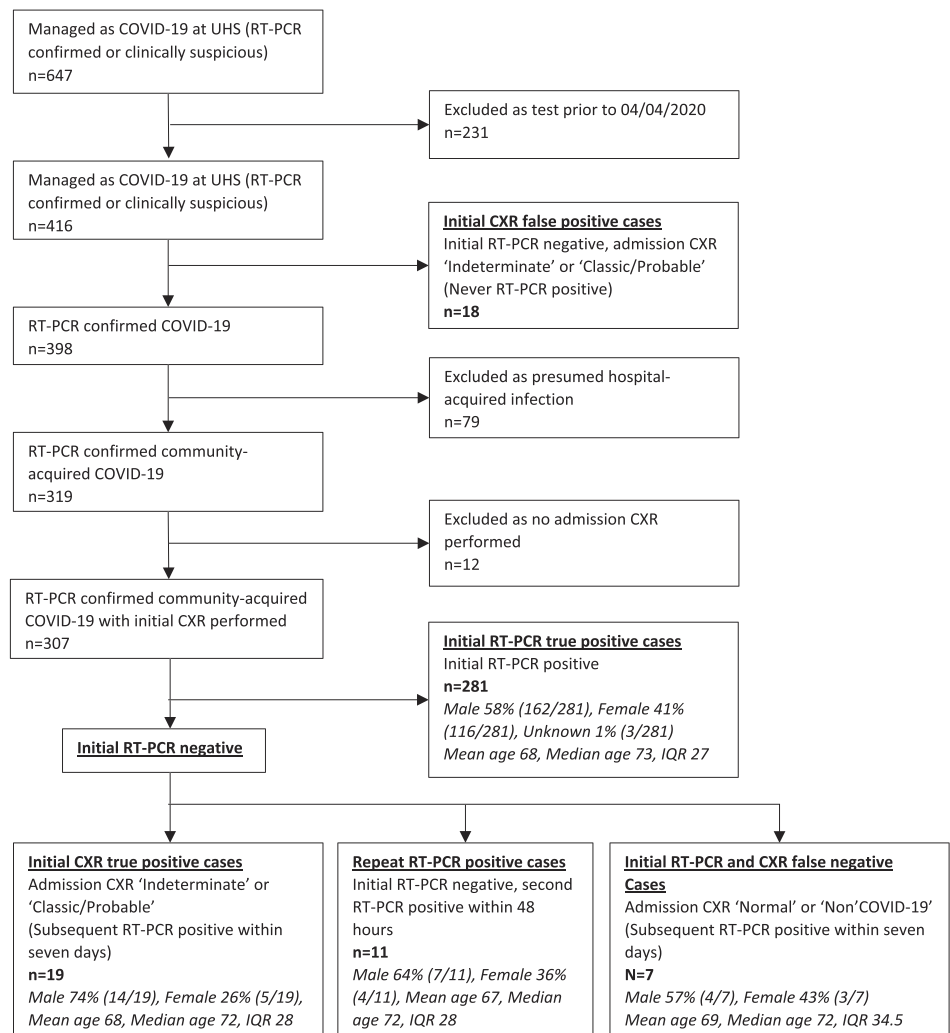 Managed as COVID-19 at UHS (RT-PCR
confirmed or clinically suspicious)
n=647
Excluded as test prior to 04/04/2020
n=231
Managed as COVID-19 at UHS (RT-PCR
confirmed or clinically suspicious)
n=416
Initial CXR false positive cases
Initial RT-PCR negative, admission CXR
‘Indeterminate’ or ‘Classic/Probable’
(Never RT-PCR positive)
n=18
RT-PCR confirmed COVID-19
n=398
Excluded as presumed hospital-
acquired infection
n=79
RT-PCR confirmed community-
acquired COVID-19
n=319
Excluded as no admission CXR
performed
n=12
RT-PCR confirmed community-acquired
COVID-19 with initial CXR performed
n=307
Initial RT-PCR true positive cases
Initial RT-PCR positive
n=281
Male 58% (162/281), Female 41%
(116/281), Unknown 1% (3/281)
Mean age 68, Median age 73, IQR 27
Initial RT-PCR negative
Initial CXR true positive cases
Admission CXR ‘Indeterminate’ or
‘Classic/Probable’
(Subsequent RT-PCR positive within
seven days)
n=19
Male 74% (14/19), Female 26% (5/19),
Mean age 68, Median age 72, IQR 28
Repeat RT-PCR positive cases
Initial RT-PCR negative, second
RT-PCR positive within 48
hours
n=11
Male 64% (7/11), Female 36%
(4/11), Mean age 67, Median
age 72, IQR 28
Initial RT-PCR and CXR false negative
Cases
Admission CXR ‘Normal’ or ‘Non’COVID-19’
(Subsequent RT-PCR positive within seven
days)
N=7
Male 57% (4/7), Female 43% (3/7)
Mean age 69, Median age 72, IQR 34.5